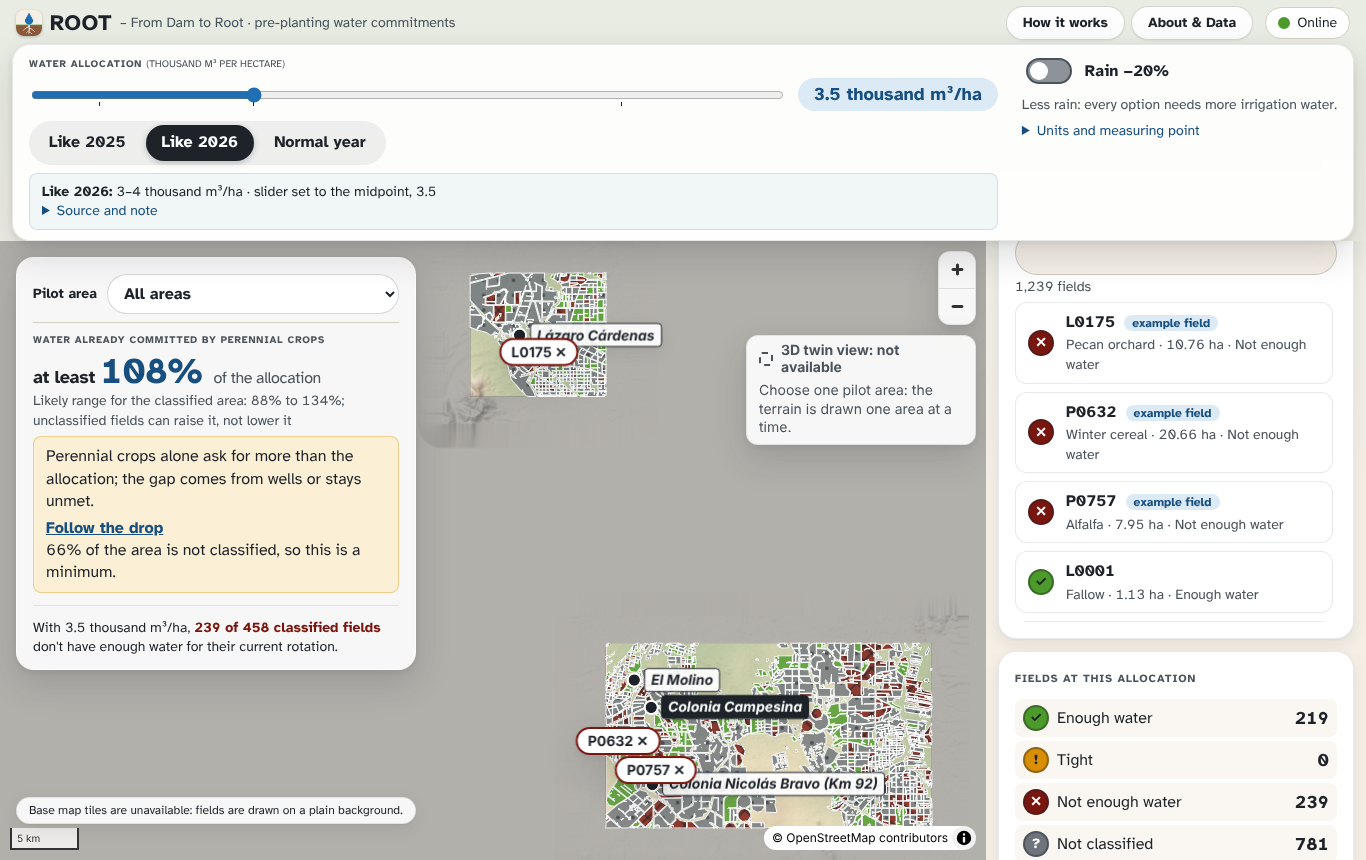 ROOT – From Dam to Root · pre-planting water commitments
How it works
About & Data
Online
WATER ALLOCATION (THOUSAND M³ PER HECTARE)
3.5 thousand m³/ha
Like 2025
Like 2026
Normal year
Like 2026: 3–4 thousand m³/ha · slider set to the midpoint, 3.5
Source and note
Rain −20%
Less rain: every option needs more irrigation water.
Units and measuring point
Pilot area
All areas
WATER ALREADY COMMITTED BY PERENNIAL CROPS
at least 108% of the allocation
Likely range for the classified area: 88% to 134%;
unclassified fields can raise it, not lower it
Perennial crops alone ask for more than the
allocation; the gap comes from wells or stays
unmet.
Follow the drop
66% of the area is not classified, so this is a
minimum.
With 3.5 thousand m³/ha, 239 of 458 classified fields
don't have enough water for their current rotation.
Base map tiles are unavailable: fields are drawn on a plain background.
5 km
Lázaro Cárdenas
L0175 ×
+
−
3D twin view: not
available
Choose one pilot area: the
terrain is drawn one area at a
time.
El Molino
Colonia Campesina
P0632 ×
P0757 ×
Colonia Nicolás Bravo (Km 92)
© OpenStreetMap contributors
1,239 fields
L0175 example field
Pecan orchard · 10.76 ha · Not enough
water
P0632 example field
Winter cereal · 20.66 ha · Not enough
water
P0757 example field
Alfalfa · 7.95 ha · Not enough water
L0001
Fallow · 1.13 ha · Enough water
FIELDS AT THIS ALLOCATION
Enough water 219
! Tight 0
Not enough water 239
? Not classified 781